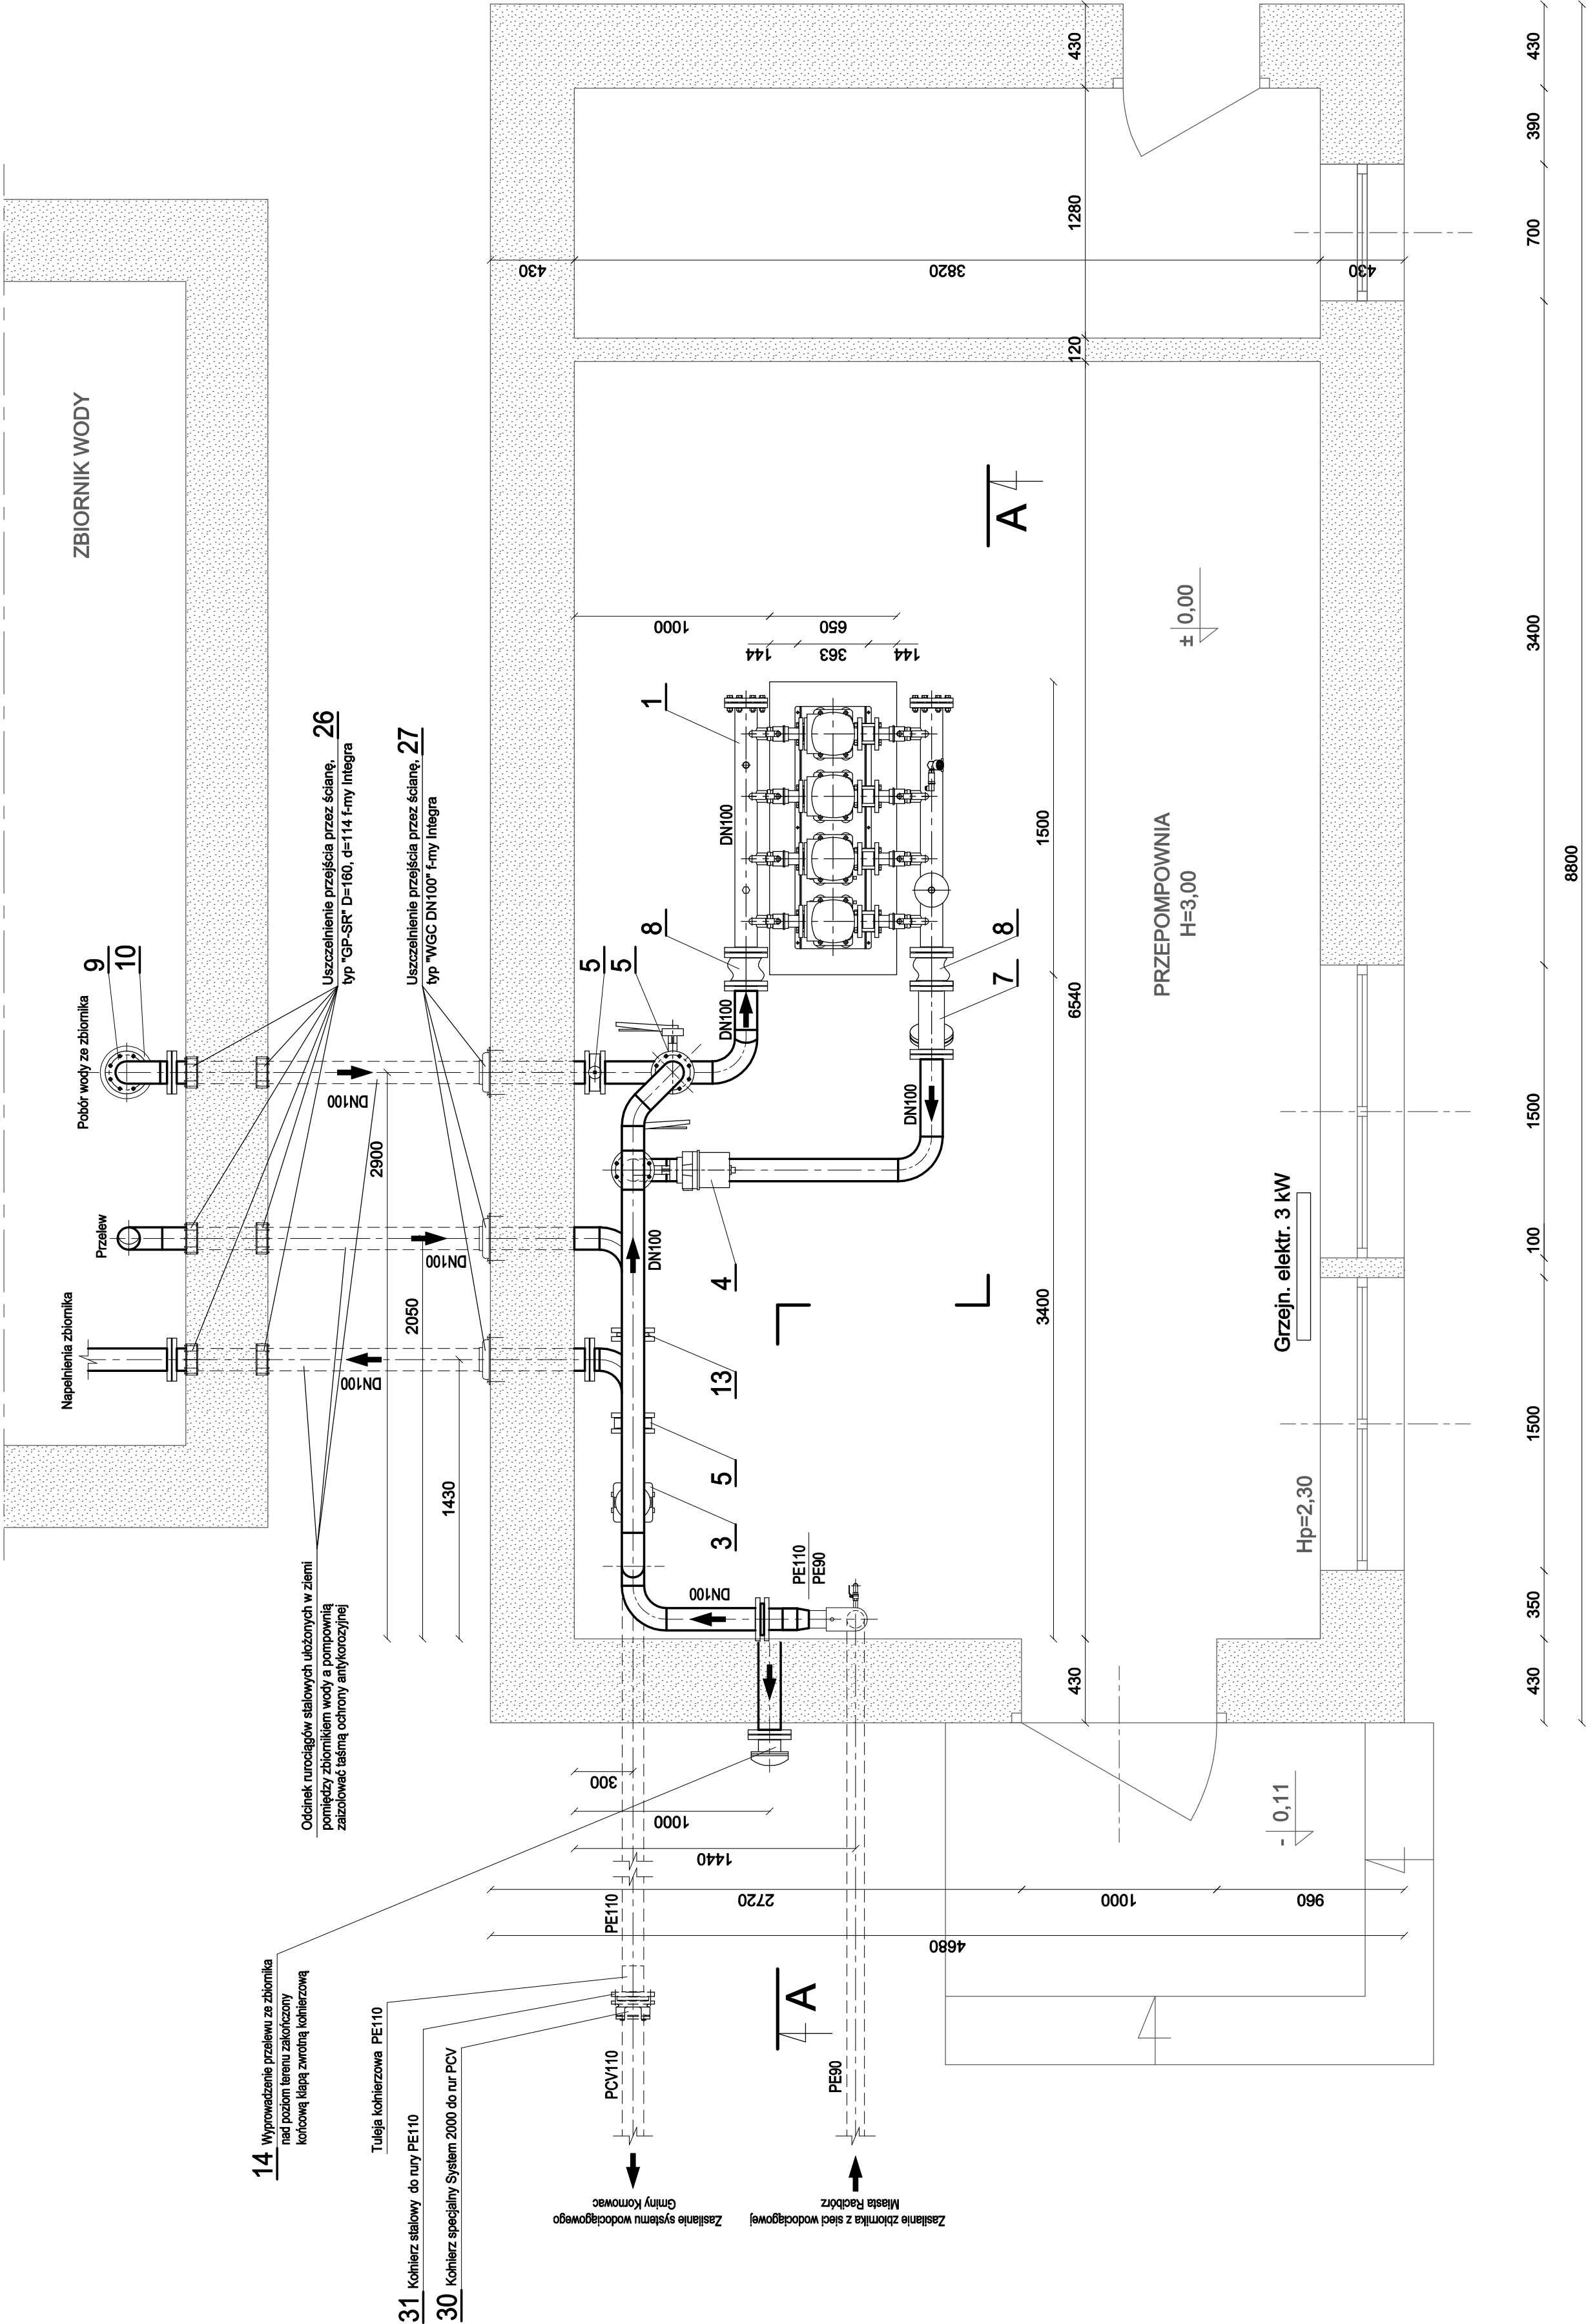 ZBIORNIK WODY
9
10
Pobór wody ze zbiornika
Przelew
Napełnienia zbiornika
Uszczelnienie przejścia przez ścianę, 26
typ "GP-SR" D=160, d=114 f-my Integra
Uszczelnienie przejścia przez ścianę, 27
typ "WGC DN100" f-my Integra
DN100
DN100
DN100
2900
2050
1430
Odcinek rurociągów stalowych ułożonych w ziemi
pomiędzy zbiornikiem wody a pompownią
zaizolować taśmą ochrony antykorozyjnej
14 Wyprowadzenie przelewu ze zbiornika
nad poziom terenu zakończony
końcową klapą zwrotną kołnierzową
Tuleja kołnierzowa PE110
31 Kołnierz stalowy do rury PE110
30 Kołnierz specjalny System 2000 do rur PCV
Zasilanie systemu wodociągowego
Gminy Kornowac
Zasilanie zbiornika z sieci wodociągowej
Miasta Racibórz
PCV110
PE110
PE90
A
A
300
1000
1440
2720
1000
960
4680
430
3820
430
1000
650
144
363
144
1
8
5
5
8
7
4
13
5
3
DN100
DN100
DN100
DN100
DN100
PE110
PE90
1500
3400
430
6540
120
1280
430
PRZEPOMPOWNIA
H=3,00
± 0,00
Grzejn. elektr. 3 kW
Hp=2,30
- 0,11
430
350
1500
100
1500
3400
700
390
430
8800